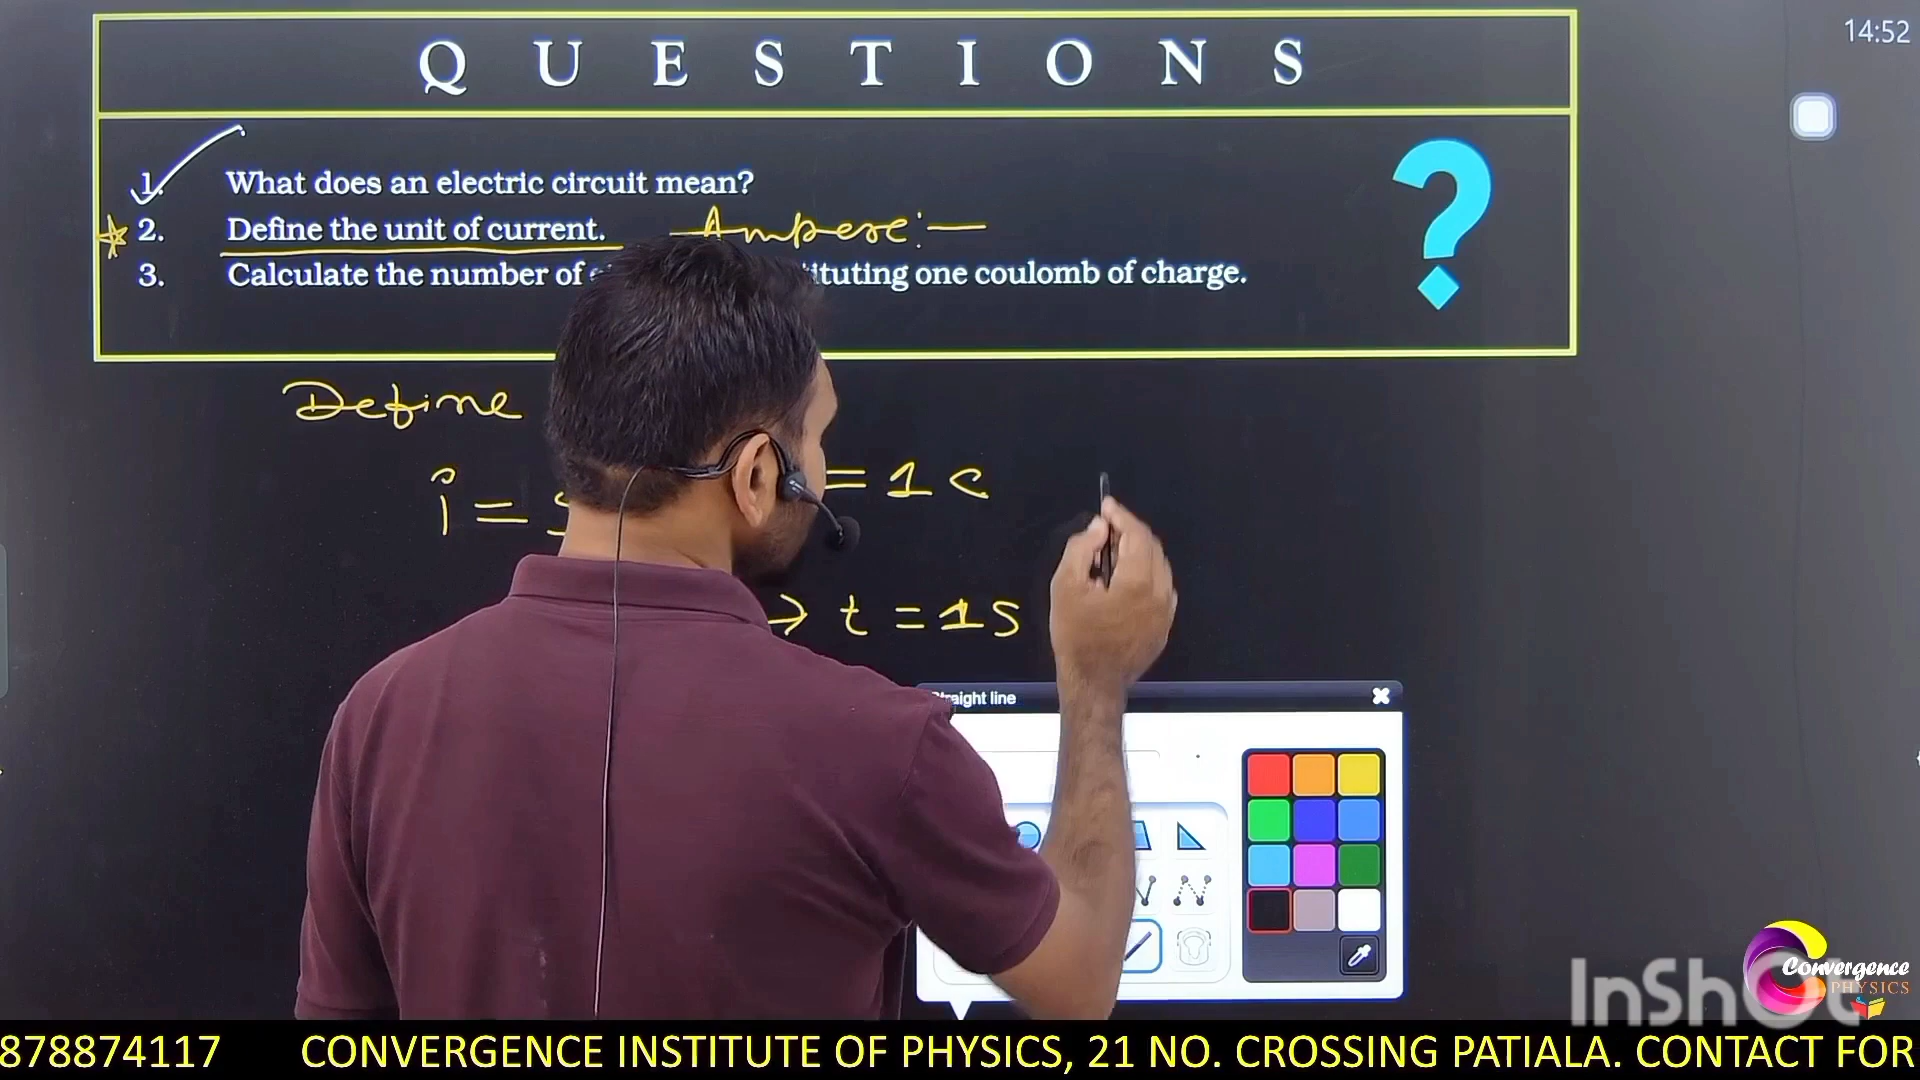 QUESTIONS
14:52
1. What does an electric circuit mean?
2. Define the unit of current. Ampere:—
3. Calculate the number of ituting one coulomb of charge.
Define
i = = 1 C
→ t = 1S
Straight line
Convergence
PHYSICS
InShOt
878874117 CONVERGENCE INSTITUTE OF PHYSICS, 21 NO. CROSSING PATIALA. CONTACT FOR